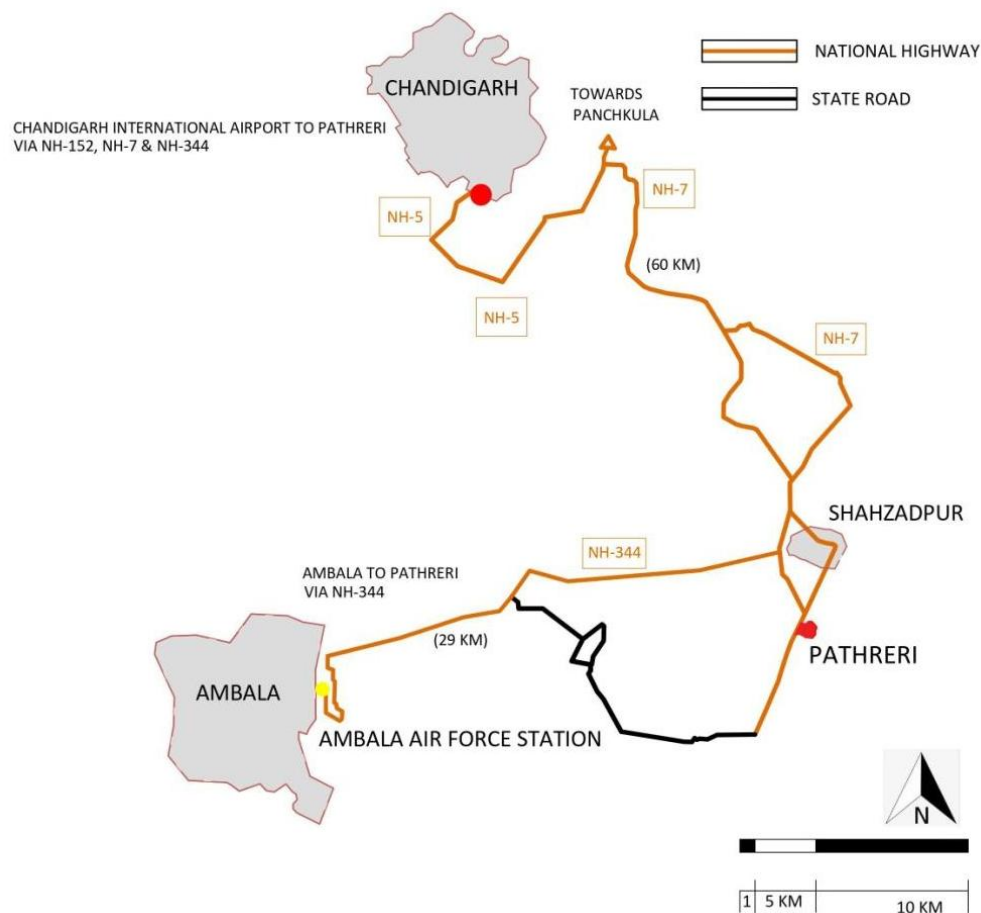 NATIONAL HIGHWAY
CHANDIGARH
TOWARDS
PANCHKULA
STATE ROAD
CHANDIGARH INTERNATIONAL AIRPORT TO PATHRERI
VIA NH-152, NH-7 & NH-344
NH-7
NH-5
(60 KM)
NH-5
NH-7
SHAHZADPUR
NH-344
AMBALA TO PATHRERI
VIA NH-344
(29 KM)
PATHRERI
AMBALA
AMBALA AIR FORCE STATION
N
1 5 KM 10 KM